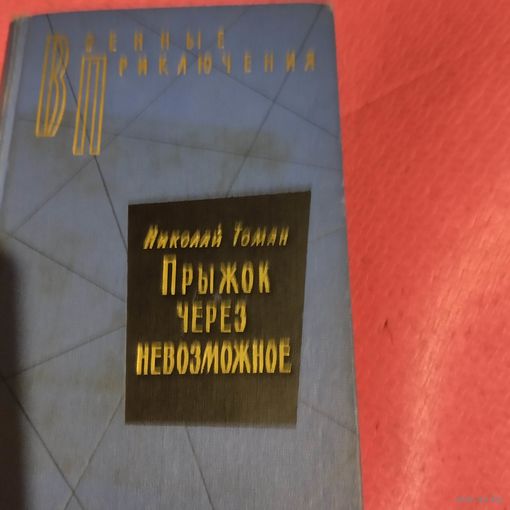 Военные
Приключения
Николай Томан
Прыжок
через
невозможное